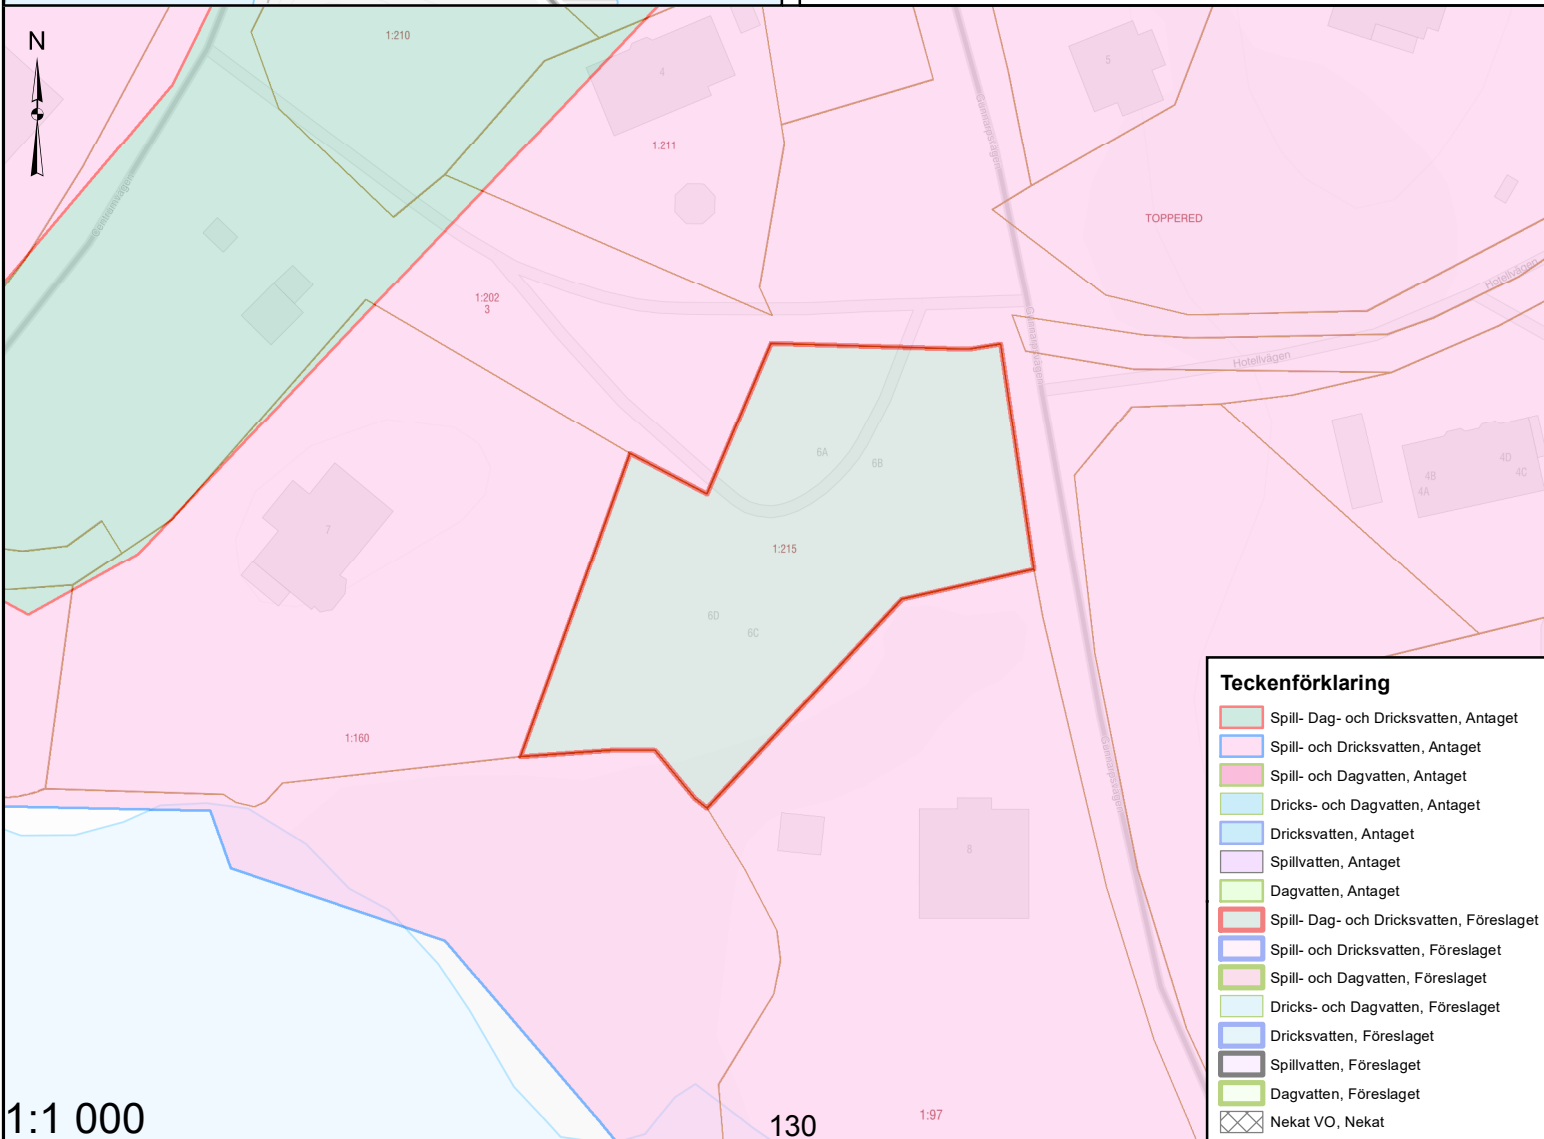 N
1:210
4
5
1:211
Centrumvägen
TOPPERED
1:202
3
Hotellvägen
Hotellvägen
6A
6B
4B
4A
4D
4C
7
1:215
6D
6C
1:160
8
1:97
130
1:1 000
Teckenförklaring
Spill- Dag- och Dricksvatten, Antaget
Spill- och Dricksvatten, Antaget
Spill- och Dagvatten, Antaget
Dricks- och Dagvatten, Antaget
Dricksvatten, Antaget
Spillvatten, Antaget
Dagvatten, Antaget
Spill- Dag- och Dricksvatten, Föreslaget
Spill- och Dricksvatten, Föreslaget
Spill- och Dagvatten, Föreslaget
Dricks- och Dagvatten, Föreslaget
Dricksvatten, Föreslaget
Spillvatten, Föreslaget
Dagvatten, Föreslaget
Nekat VO, Nekat